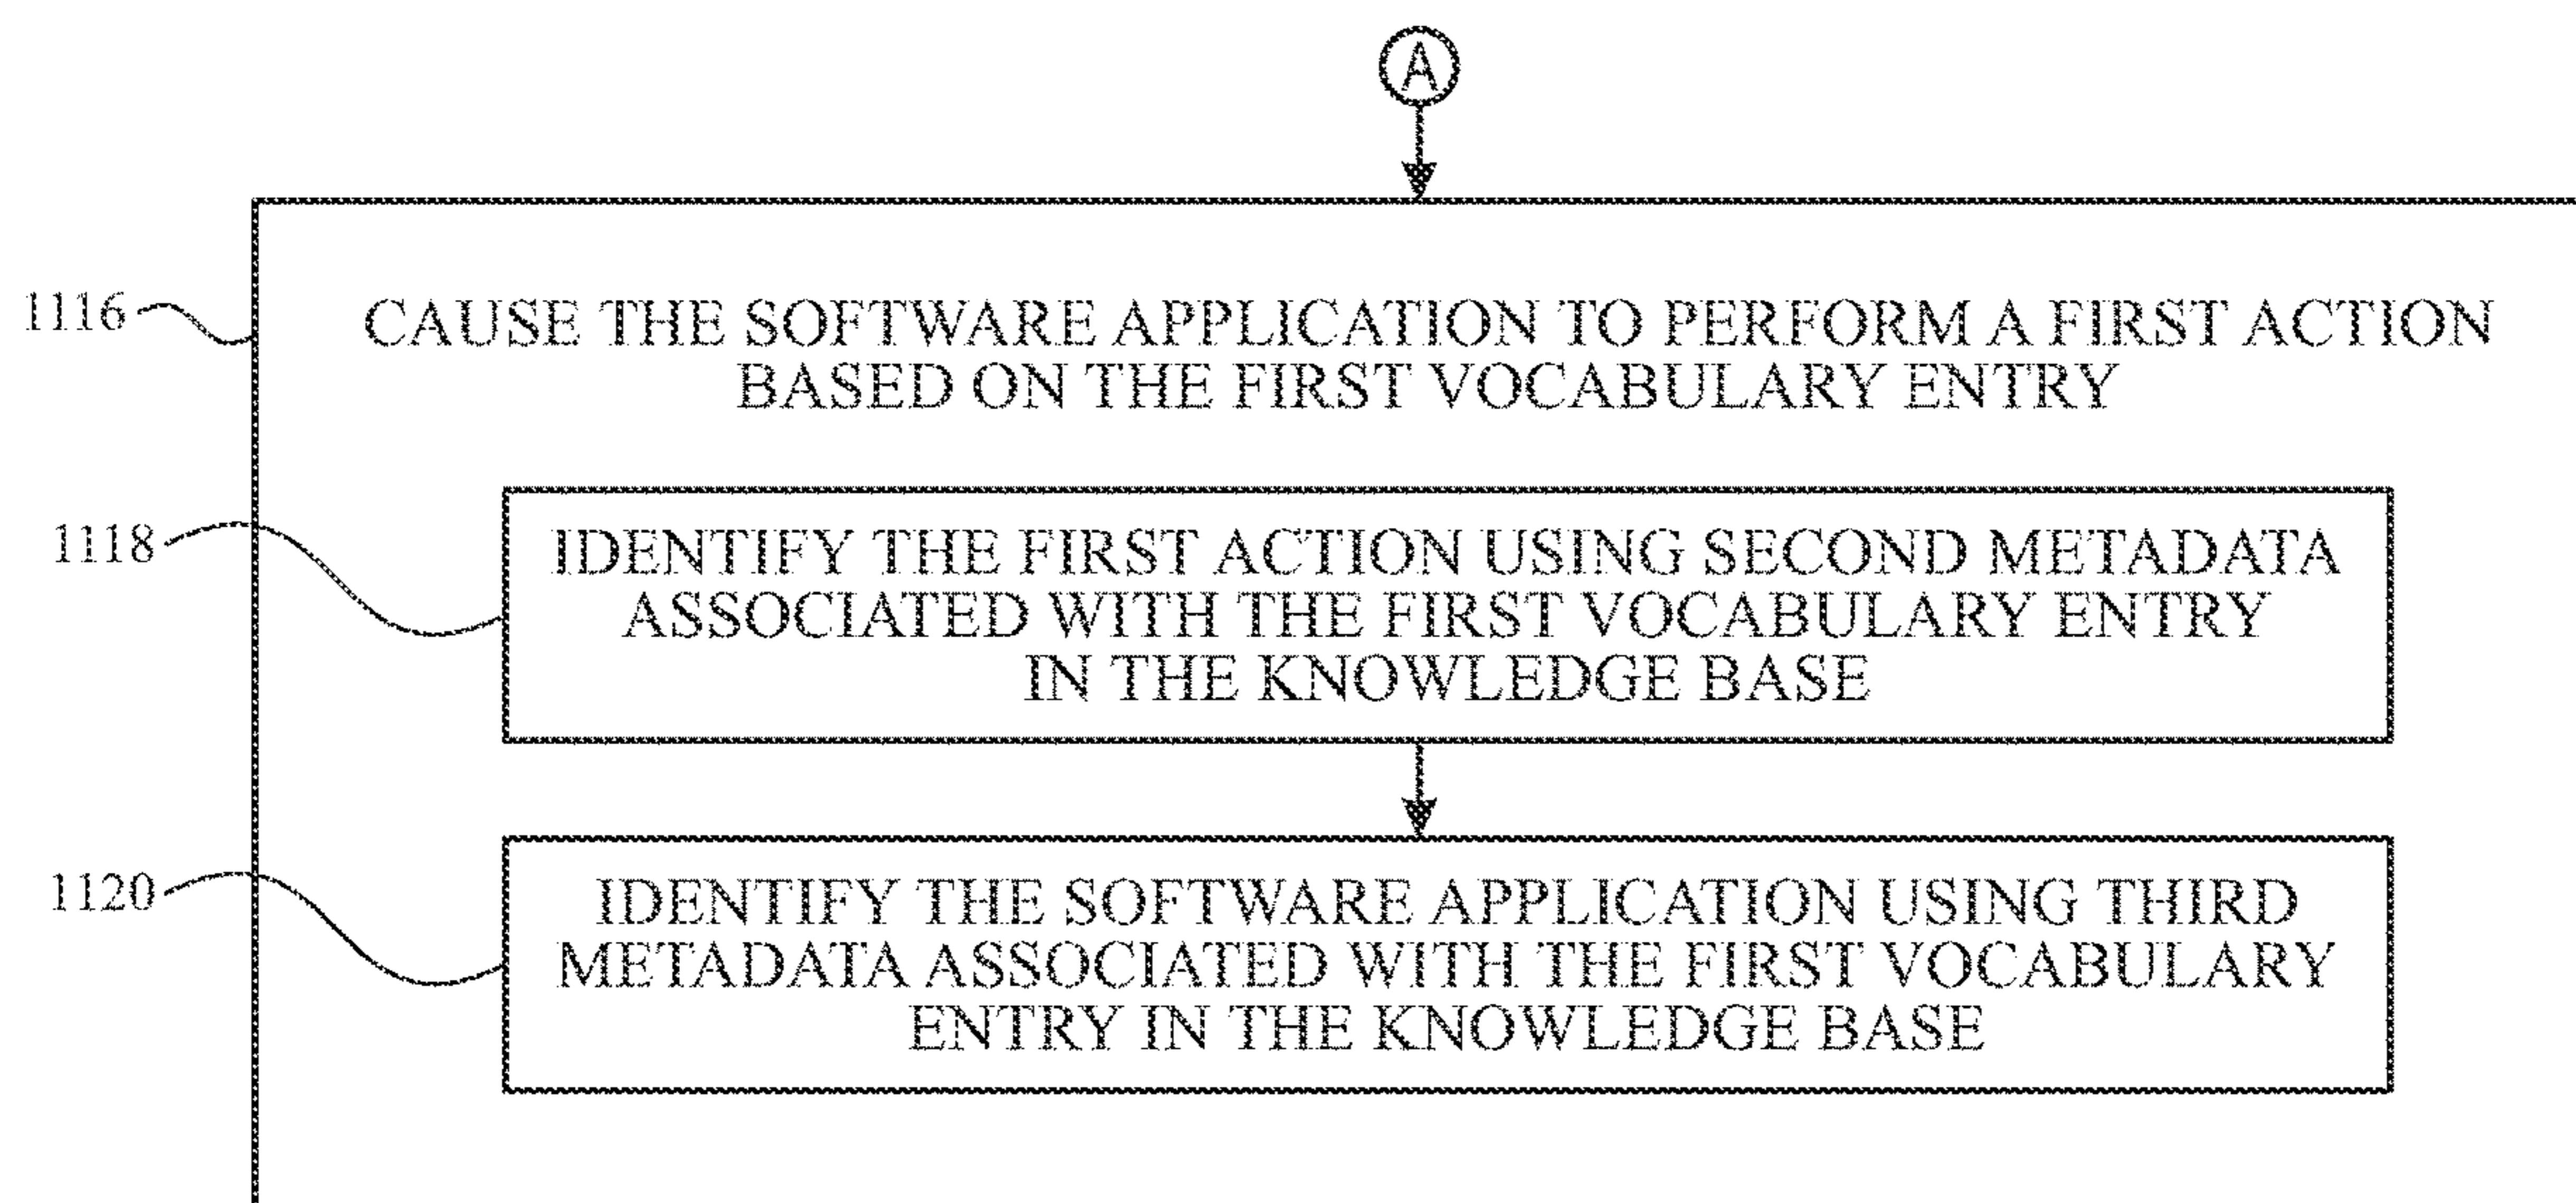 A
1116
CAUSE THE SOFTWARE APPLICATION TO PERFORM A FIRST ACTION
BASED ON THE FIRST VOCABULARY ENTRY
1118
IDENTIFY THE FIRST ACTION USING SECOND METADATA
ASSOCIATED WITH THE FIRST VOCABULARY ENTRY
IN THE KNOWLEDGE BASE
1120
IDENTIFY THE SOFTWARE APPLICATION USING THIRD
METADATA ASSOCIATED WITH THE FIRST VOCABULARY
ENTRY IN THE KNOWLEDGE BASE